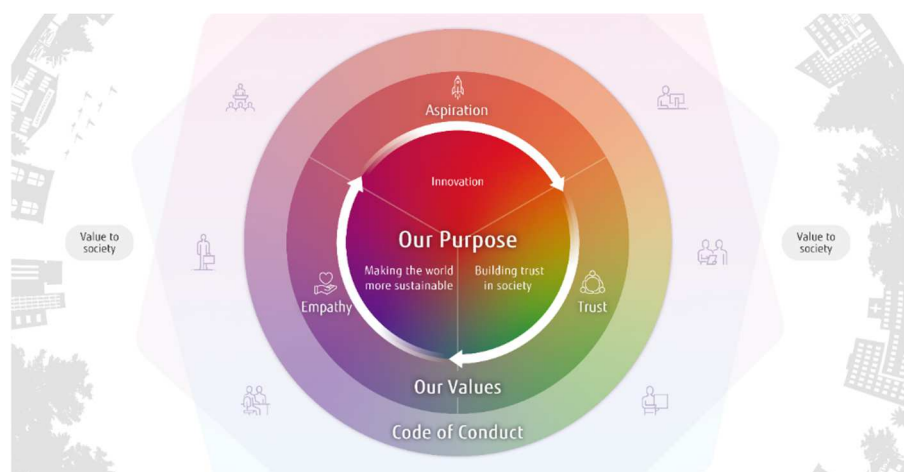 Aspiration
Innovation
Value to
society
Value to
society
Our Purpose
Making the world
more sustainable
Building trust
in society
Empathy
Trust
Our Values
Code of Conduct